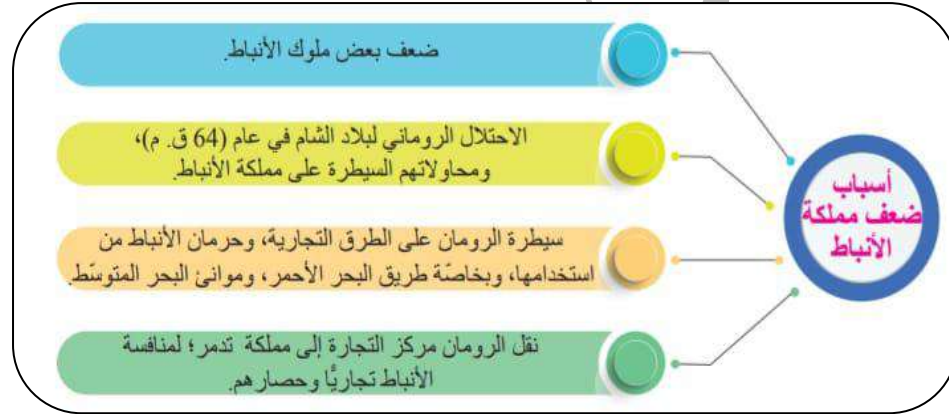 أسباب
ضعف مملكة
الأنباط
ضعف بعض ملوك الأنباط.
الاحتلال الروماني لبلاد الشام في عام (64 ق. م)،
ومحاولاتهم السيطرة على مملكة الأنباط.
سيطرة الرومان على الطرق التجارية، وحرمان الأنباط من
استخدامها، وبخاصّة طريق البحر الأحمر، وموانئ البحر المتوسّط.
نقل الرومان مركز التجارة إلى مملكة تدمر؛ لمنافسة
الأنباط تجاريًّا وحصارهم.